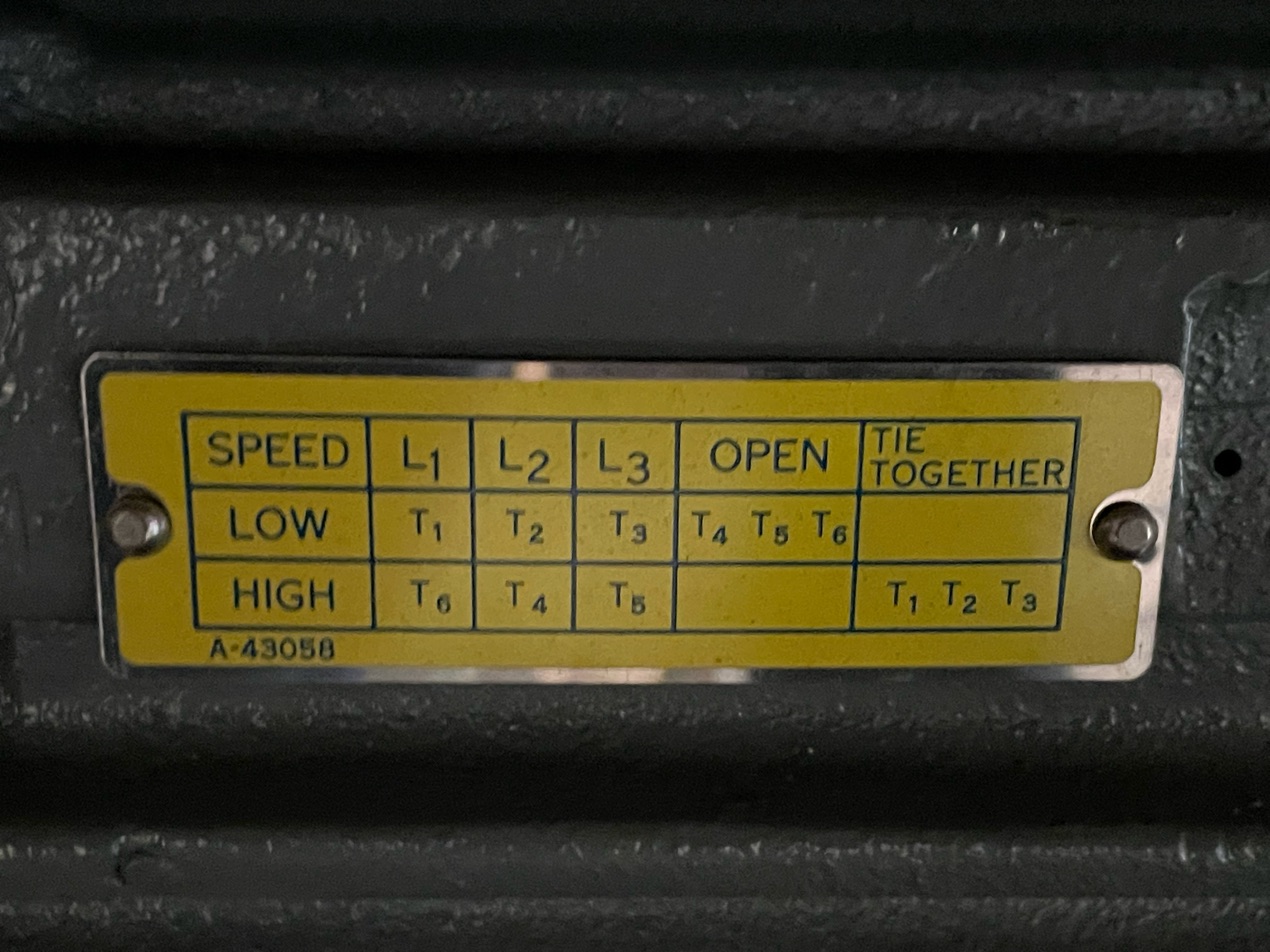 SPEED L1 L2 L3 OPEN TIE TOGETHER
LOW T1 T2 T3 T4 T5 T6
HIGH T6 T4 T5 T1 T2 T3
A-43058